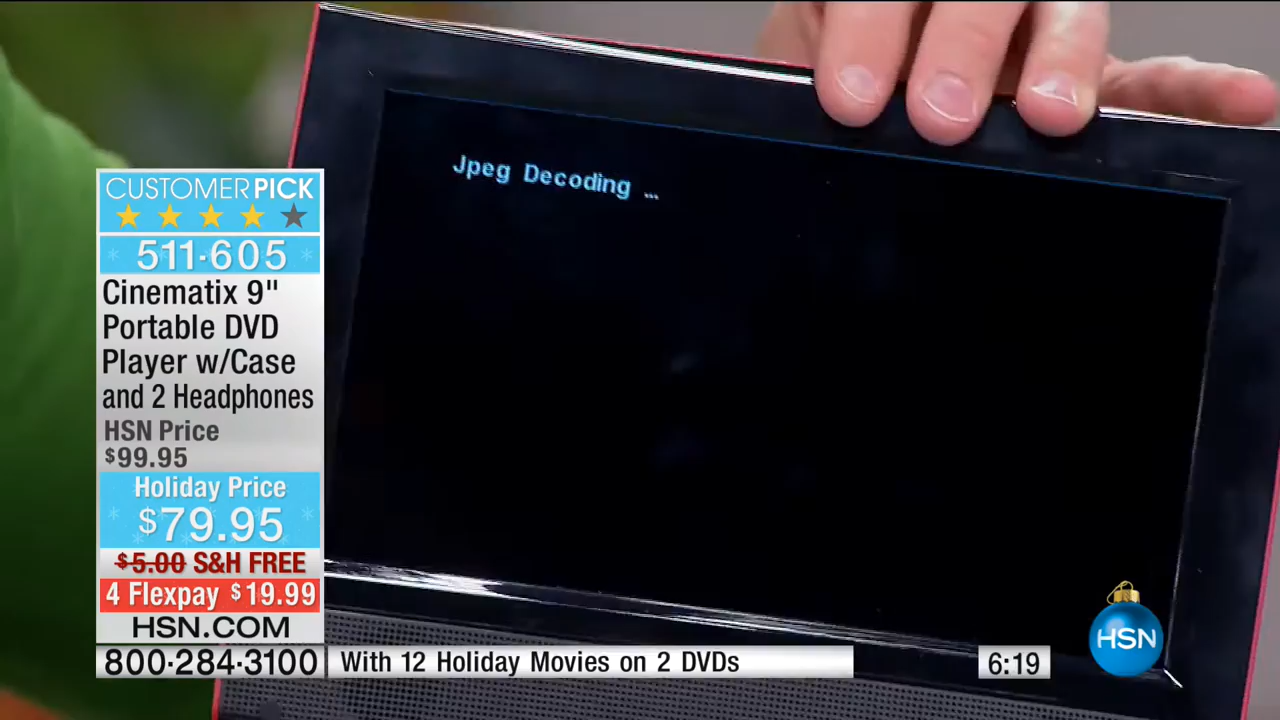 Jpeg Decoding ...
CUSTOMER PICK
511·605
Cinematix 9"
Portable DVD
Player w/Case
and 2 Headphones
HSN Price
$99.95
Holiday Price
$79.95
$5.00 S&H FREE
4 Flexpay $19.99
HSN.COM
800·284·3100
With 12 Holiday Movies on 2 DVDs
6:19
HSN